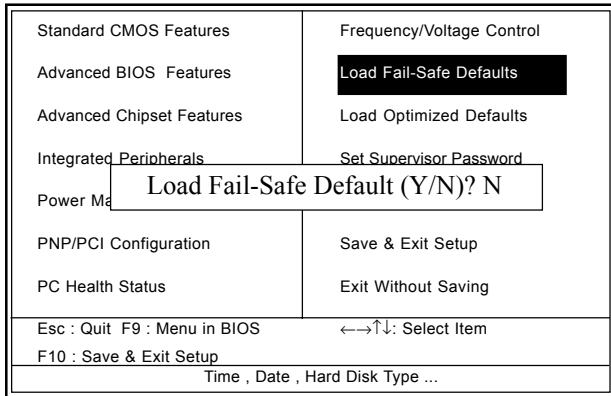 Standard CMOS Features
Advanced BIOS Features
Advanced Chipset Features
Integrated Peripherals
Power Ma
PNP/PCI Configuration
PC Health Status
Frequency/Voltage Control
Load Fail-Safe Defaults
Load Optimized Defaults
Set Supervisor Password
Save & Exit Setup
Exit Without Saving
Load Fail-Safe Default (Y/N)? N
Esc : Quit F9 : Menu in BIOS
←→↑↓: Select Item
F10 : Save & Exit Setup
Time , Date , Hard Disk Type ...